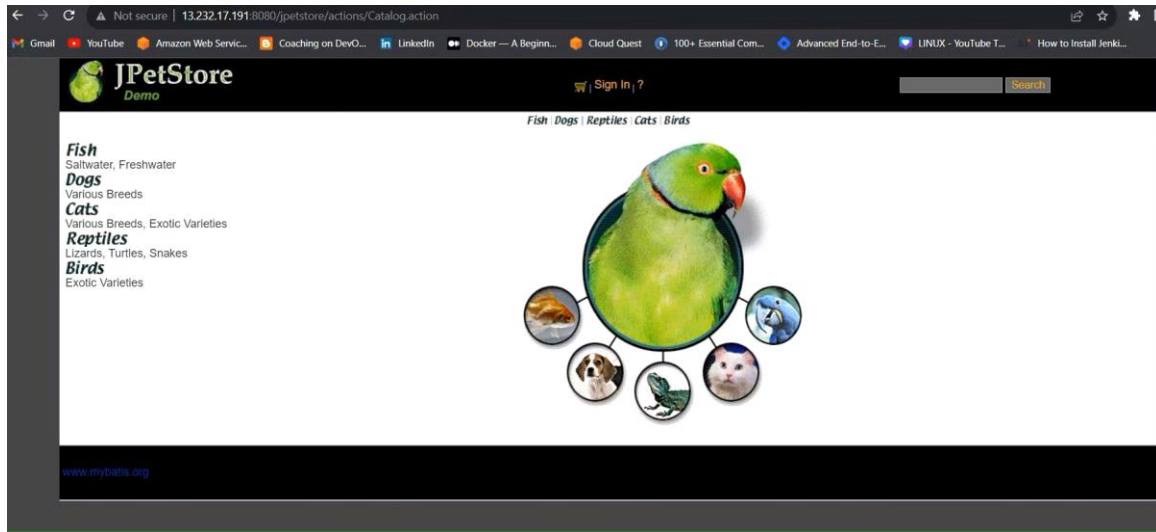 Not secure | 13.232.17.191:8080/jpetstore/actions/Catalog.action
Gmail YouTube Amazon Web Servic... Coaching on DevO... LinkedIn Docker — A Beginn... Cloud Quest 100+ Essential Com... Advanced End-to-E... LINUX - YouTube T... How to Install Jenki...
JPetStore
Demo
| Sign In | ?
Search
Fish | Dogs | Reptiles | Cats | Birds
Fish
Saltwater, Freshwater
Dogs
Various Breeds
Cats
Various Breeds, Exotic Varieties
Reptiles
Lizards, Turtles, Snakes
Birds
Exotic Varieties
www.mybatis.org